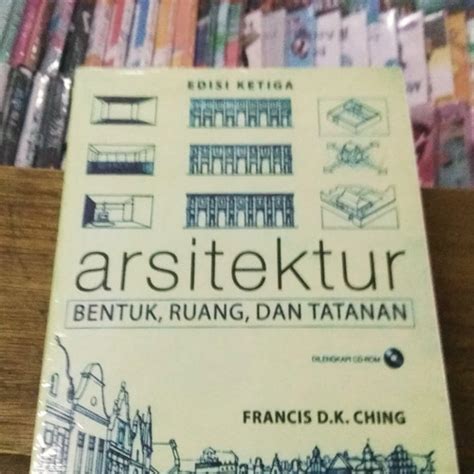 EDISI KETIGA
arsitektur
BENTUK, RUANG, DAN TATANAN
DILENGKAPI CD-ROM
FRANCIS D.K. CHING